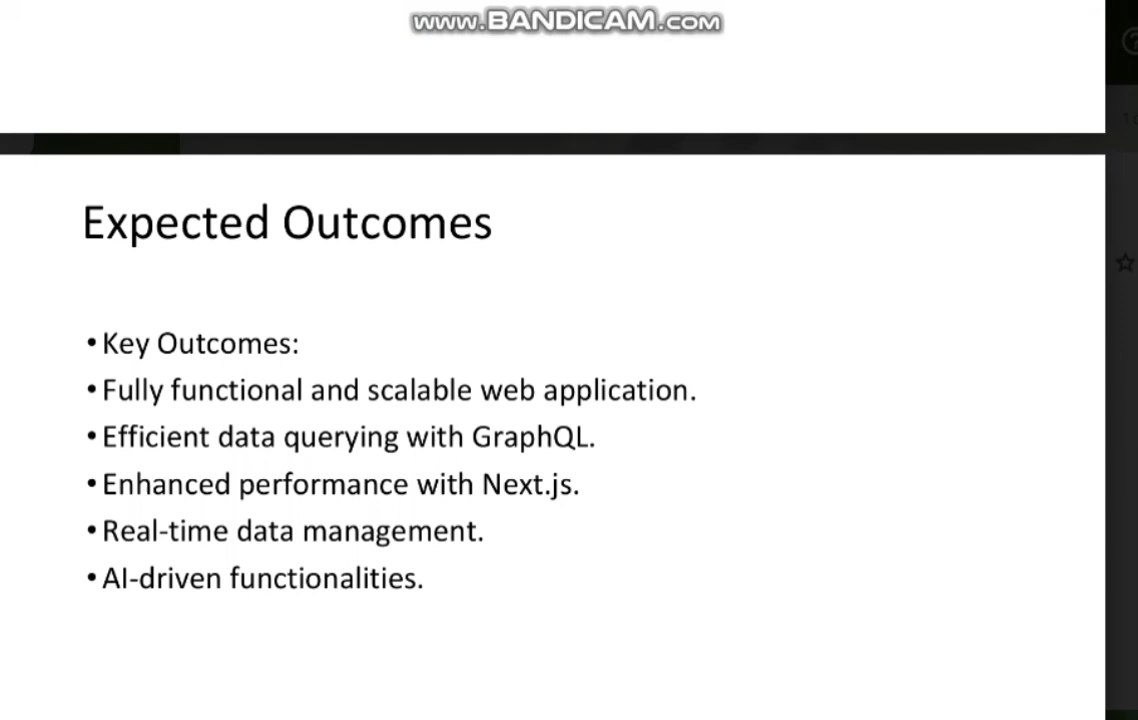 www.BANDICAM.com
Expected Outcomes
• Key Outcomes:
• Fully functional and scalable web application.
• Efficient data querying with GraphQL.
• Enhanced performance with Next.js.
• Real-time data management.
• AI-driven functionalities.